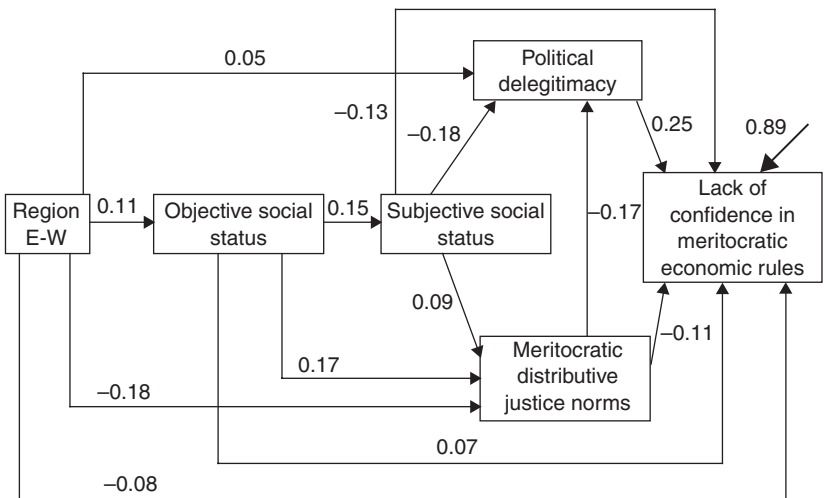 Political
delegitimacy
0.05
−0.13
−0.18
0.25
0.89
Region
E-W
0.11
Objective social
status
0.15
Subjective social
status
−0.17
Lack of
confidence in
meritocratic
economic rules
0.09
Meritocratic
distributive
justice norms
−0.11
0.17
−0.18
0.07
−0.08